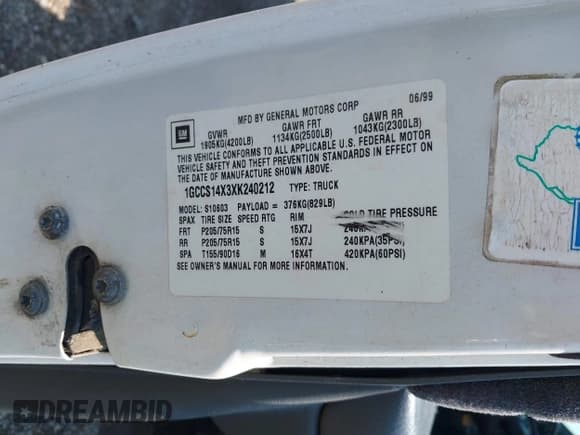 06/99
MFD BY GENERAL MOTORS CORP
GM
GVWR GAWR FRT GAWR RR
1905KG(4200LB) 1134KG(2500LB) 1043KG(2300LB)
THIS VEHICLE CONFORMS TO ALL APPLICABLE U.S. FEDERAL MOTOR
VEHICLE SAFETY AND THEFT PREVENTION STANDARDS IN EFFECT ON
THE DATE OF MANUFACTURE SHOWN ABOVE.
1GCCS14X3XK240212 TYPE: TRUCK
MODEL: S10603 PAYLOAD = 376KG(829LB)
SPAX TIRE SIZE SPEED RTG RIM COLD TIRE PRESSURE
FRT P205/75R15 S 15X7J
RR P205/75R15 S 15X7J 240KPA(35PSI)
SPA T155/90D16 M 16X4T 420KPA(60PSI)
SEE OWNER'S MANUAL FOR MORE INFORMATION.
DREAMBID